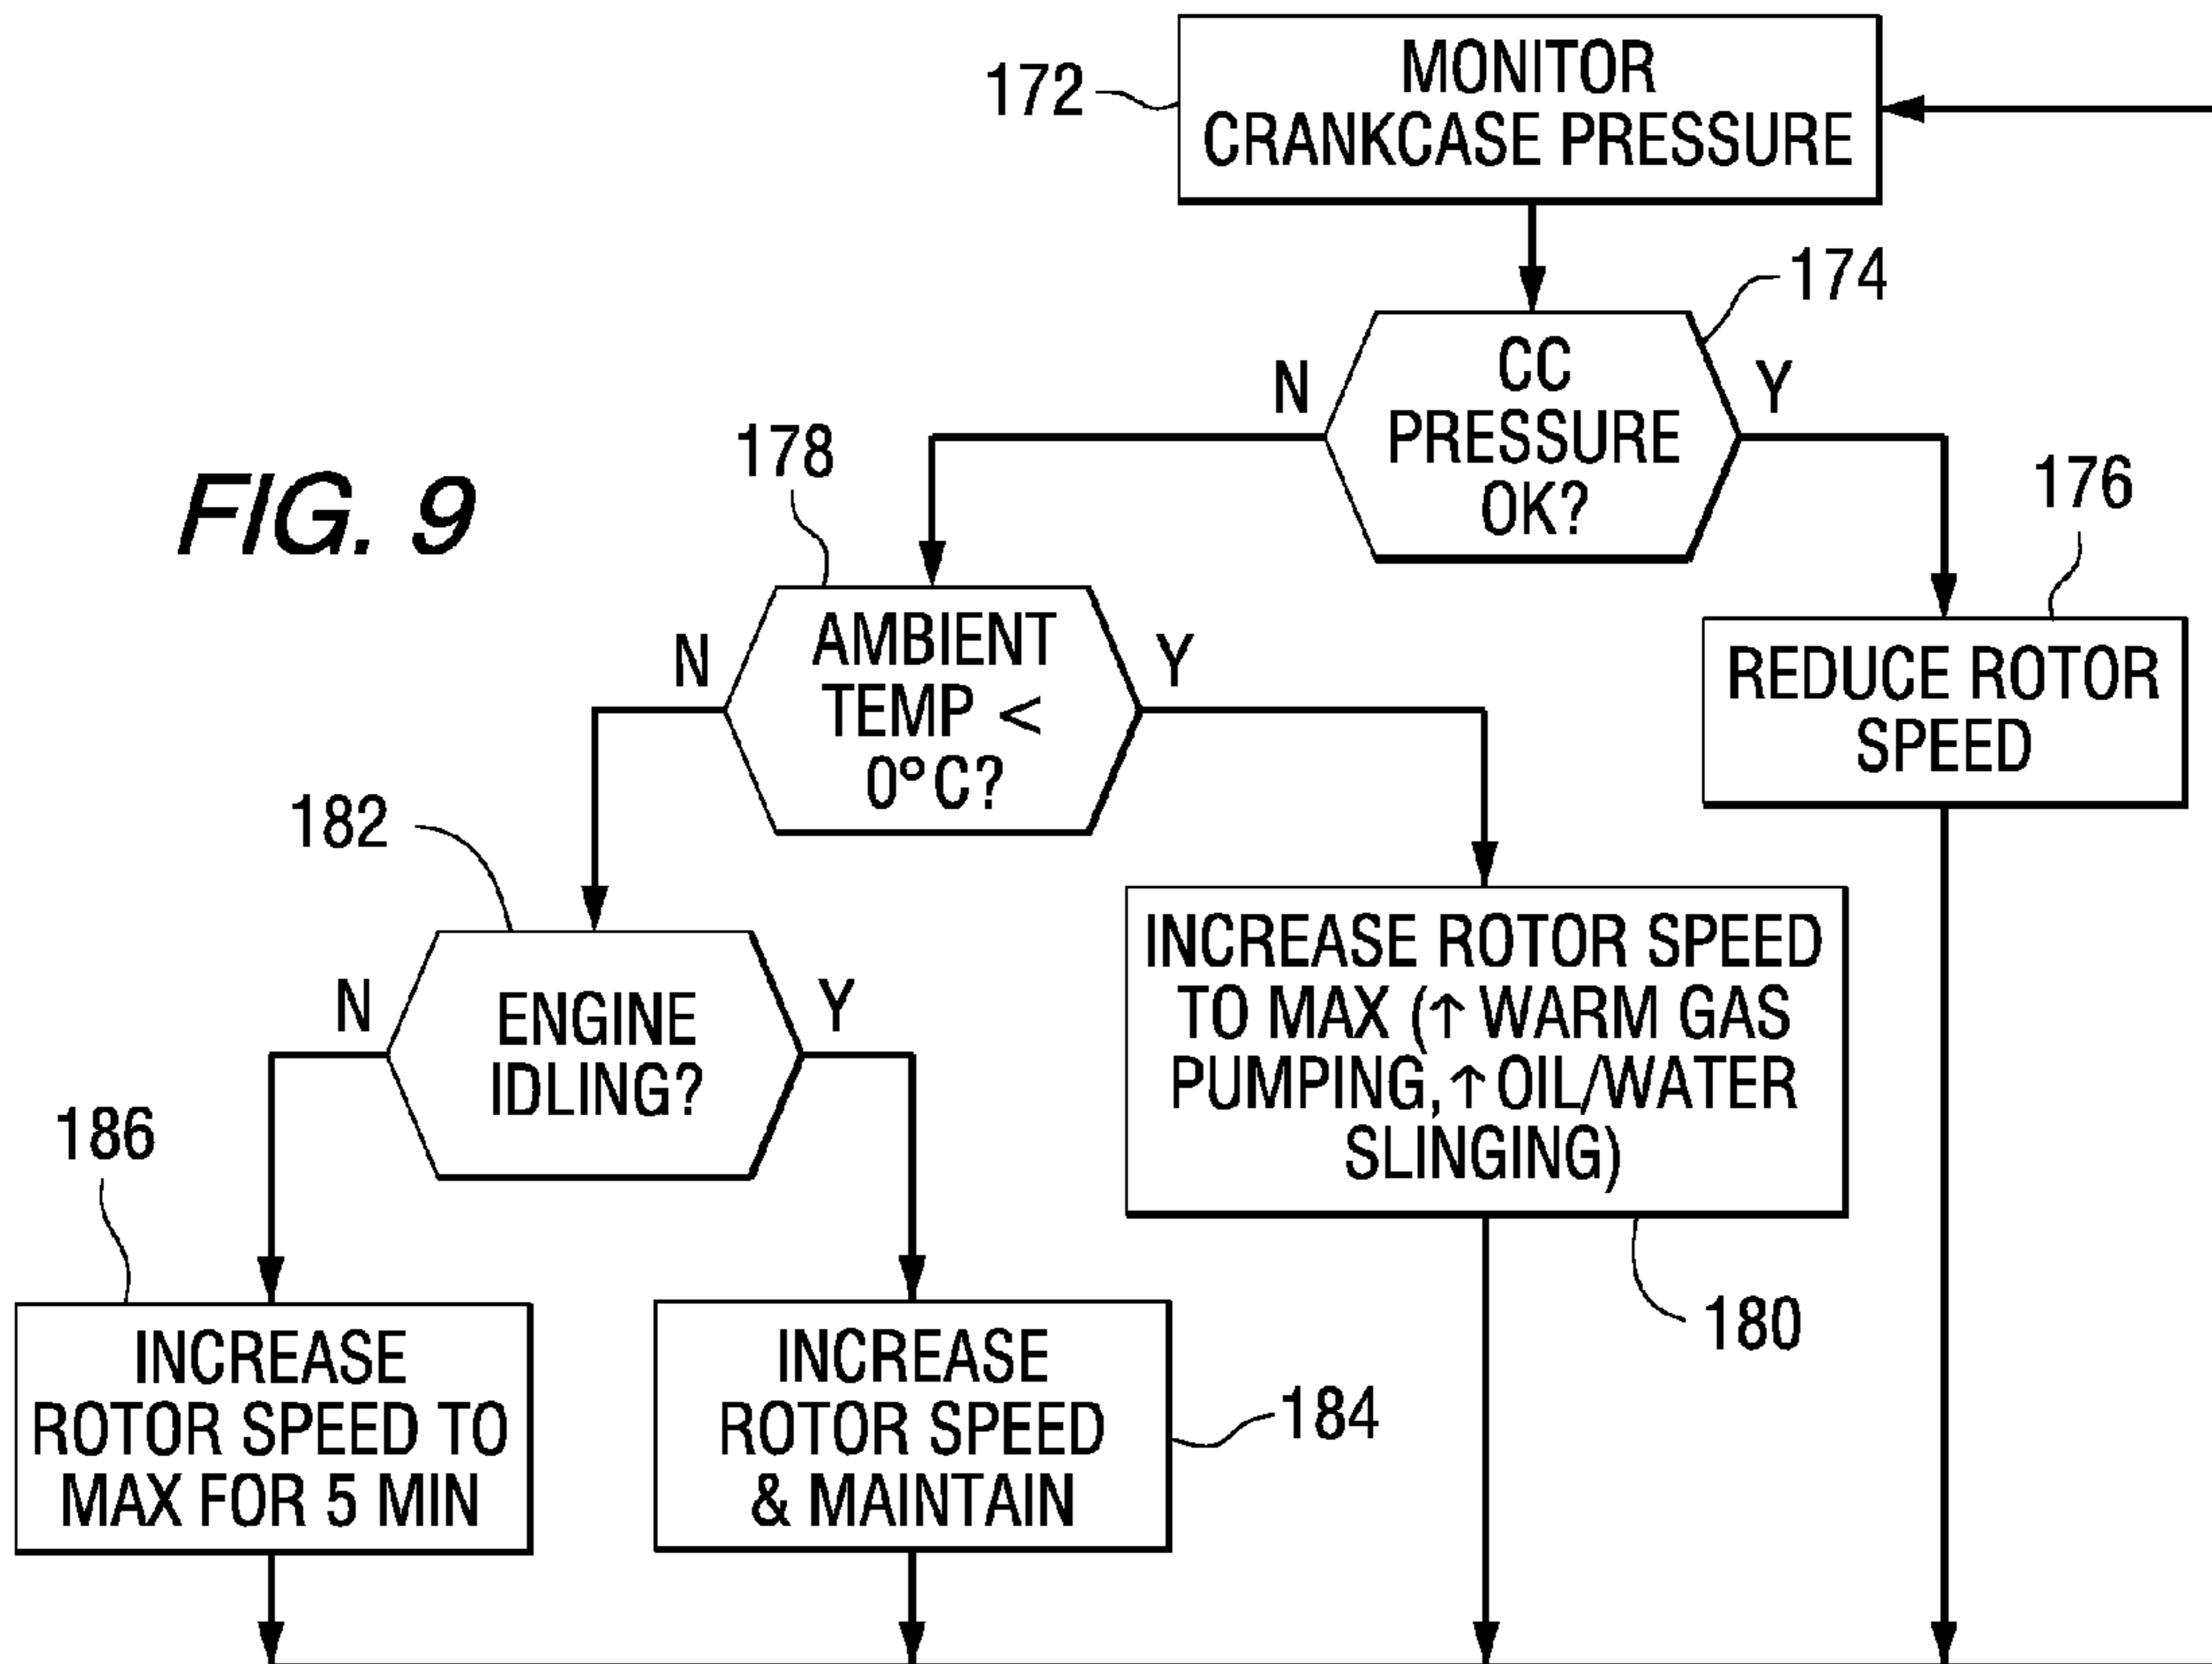 172
MONITOR
CRANKCASE PRESSURE
174
N
CC
PRESSURE
OK?
Y
FIG. 9
178
176
N
AMBIENT
TEMP <
0°C?
Y
REDUCE ROTOR
SPEED
182
N
ENGINE
IDLING?
Y
INCREASE ROTOR SPEED
TO MAX (↑ WARM GAS
PUMPING,↑ OIL/WATER
SLINGING)
180
186
INCREASE
ROTOR SPEED TO
MAX FOR 5 MIN
INCREASE
ROTOR SPEED
& MAINTAIN
184